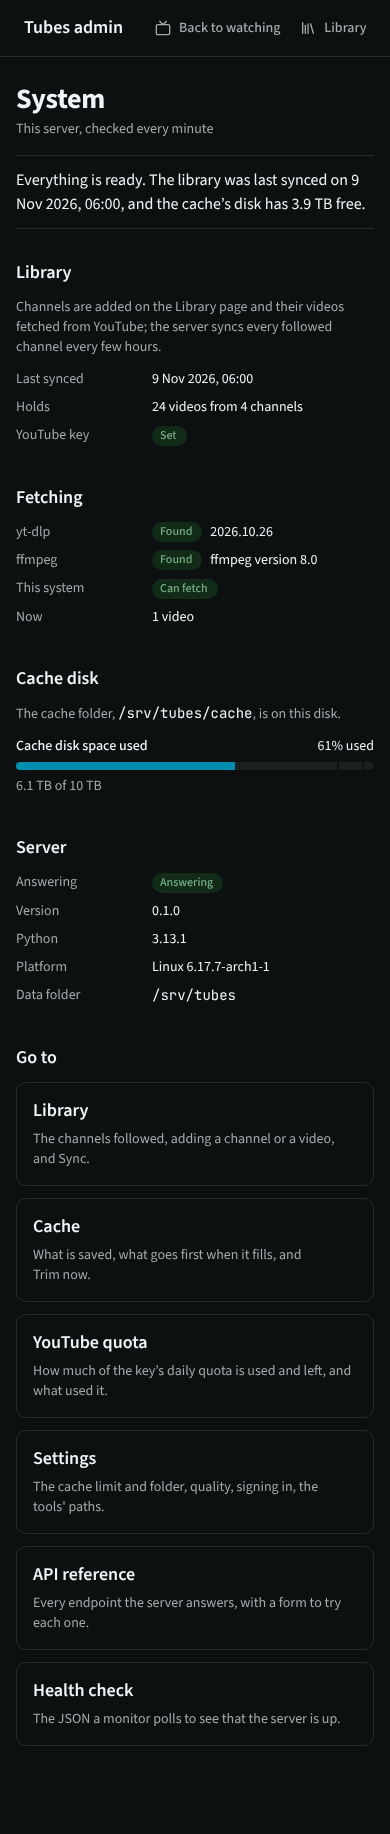 Tubes admin
Back to watching
Library
System
This server, checked every minute
Everything is ready. The library was last synced on 9
Nov 2026, 06:00, and the cache’s disk has 3.9 TB free.
Library
Channels are added on the Library page and their videos
fetched from YouTube; the server syncs every followed
channel every few hours.
Last synced 9 Nov 2026, 06:00
Holds 24 videos from 4 channels
YouTube key Set
Fetching
yt-dlp Found 2026.10.26
ffmpeg Found ffmpeg version 8.0
This system Can fetch
Now 1 video
Cache disk
The cache folder, /srv/tubes/cache, is on this disk.
Cache disk space used 61% used
6.1 TB of 10 TB
Server
Answering Answering
Version 0.1.0
Python 3.13.1
Platform Linux 6.17.7-arch1-1
Data folder /srv/tubes
Go to
Library
The channels followed, adding a channel or a video,
and Sync.
Cache
What is saved, what goes first when it fills, and
Trim now.
YouTube quota
How much of the key’s daily quota is used and left, and
what used it.
Settings
The cache limit and folder, quality, signing in, the
tools' paths.
API reference
Every endpoint the server answers, with a form to try
each one.
Health check
The JSON a monitor polls to see that the server is up.